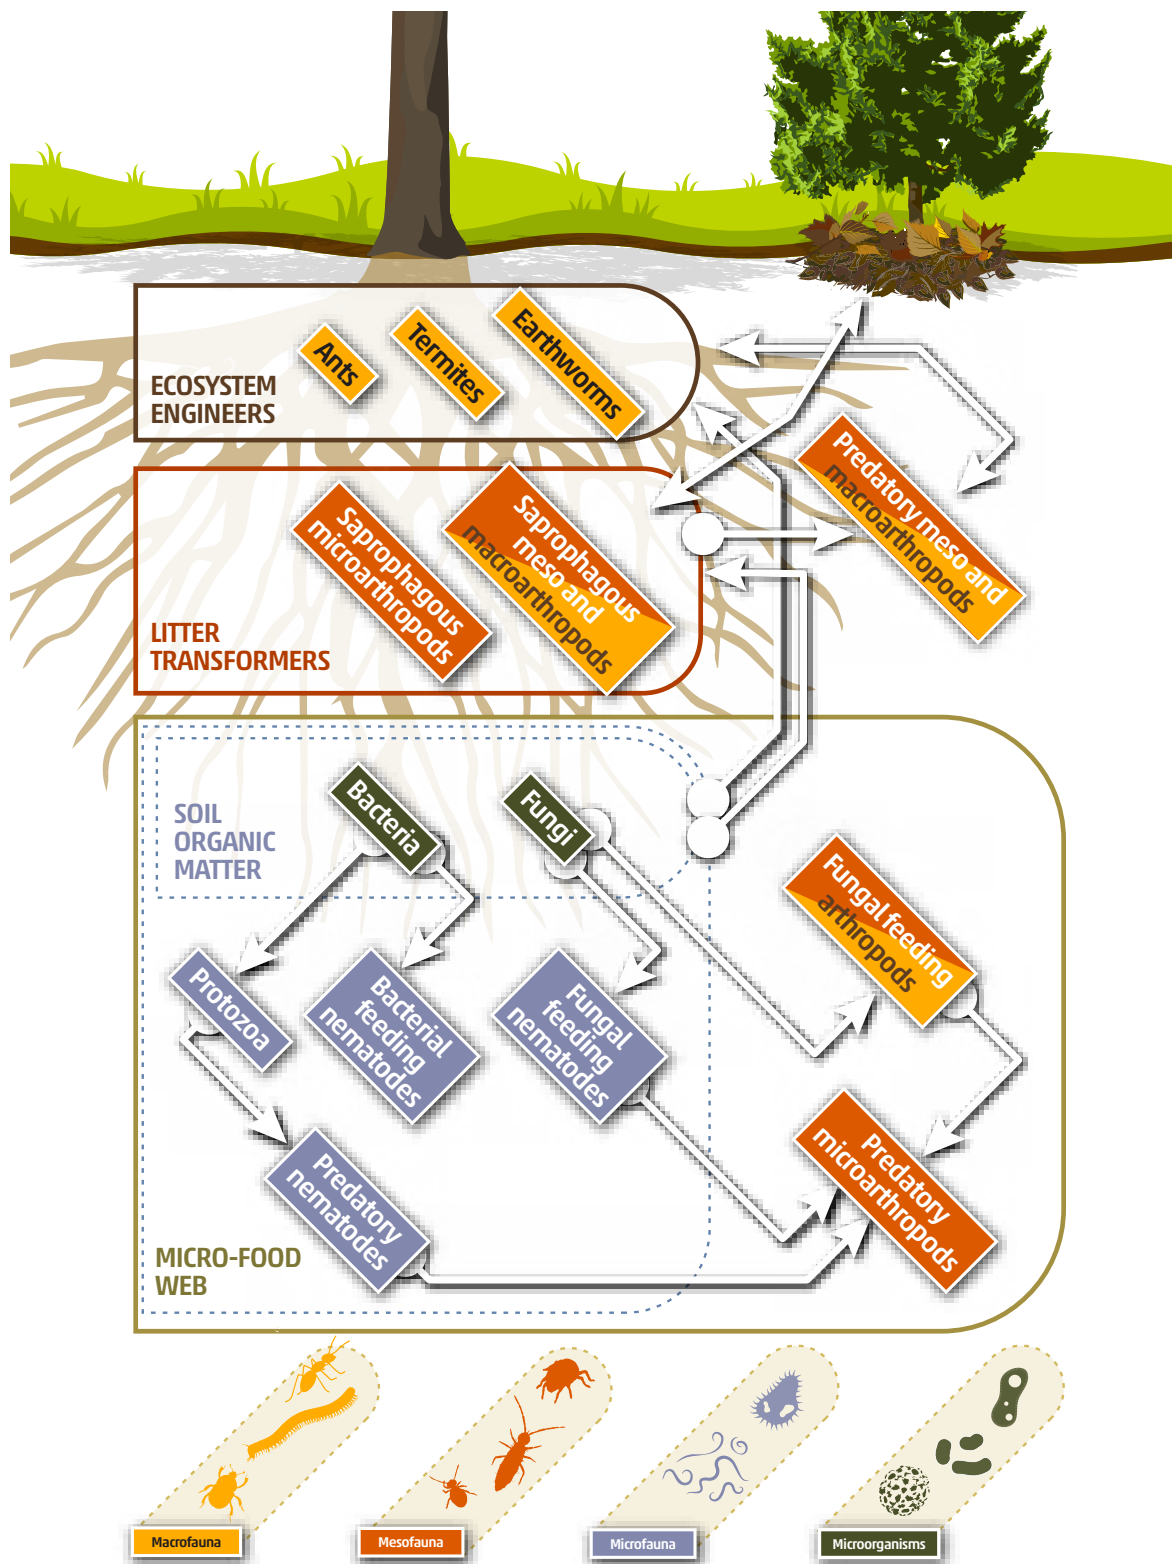 Ants
Termites
Earthworms
ECOSYSTEM
ENGINEERS
Predatory meso and
macroarthropods
Saprophagous
microarthropods
Saprophagous
meso and
macroarthropods
LITTER
TRANSFORMERS
Bacteria
Fungi
SOIL
ORGANIC
MATTER
Fungal feeding
arthropods
Protozoa
Bacterial
feeding
nematodes
Fungal
feeding
nematodes
Predatory
nematodes
Predatory
microarthropods
MICRO-FOOD
WEB
Macrofauna
Mesofauna
Microfauna
Microorganisms